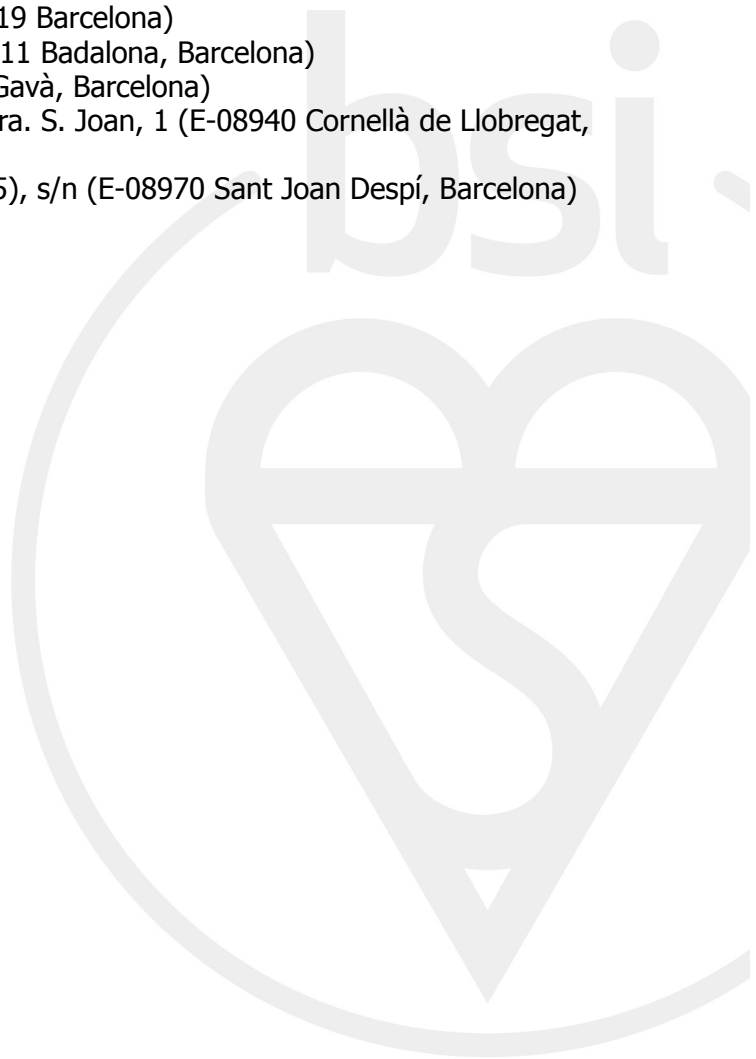 19 Barcelona)
11 Badalona, Barcelona)
Gavà, Barcelona)
ra. S. Joan, 1 (E-08940 Cornellà de Llobregat,
5), s/n (E-08970 Sant Joan Despí, Barcelona)
bsi